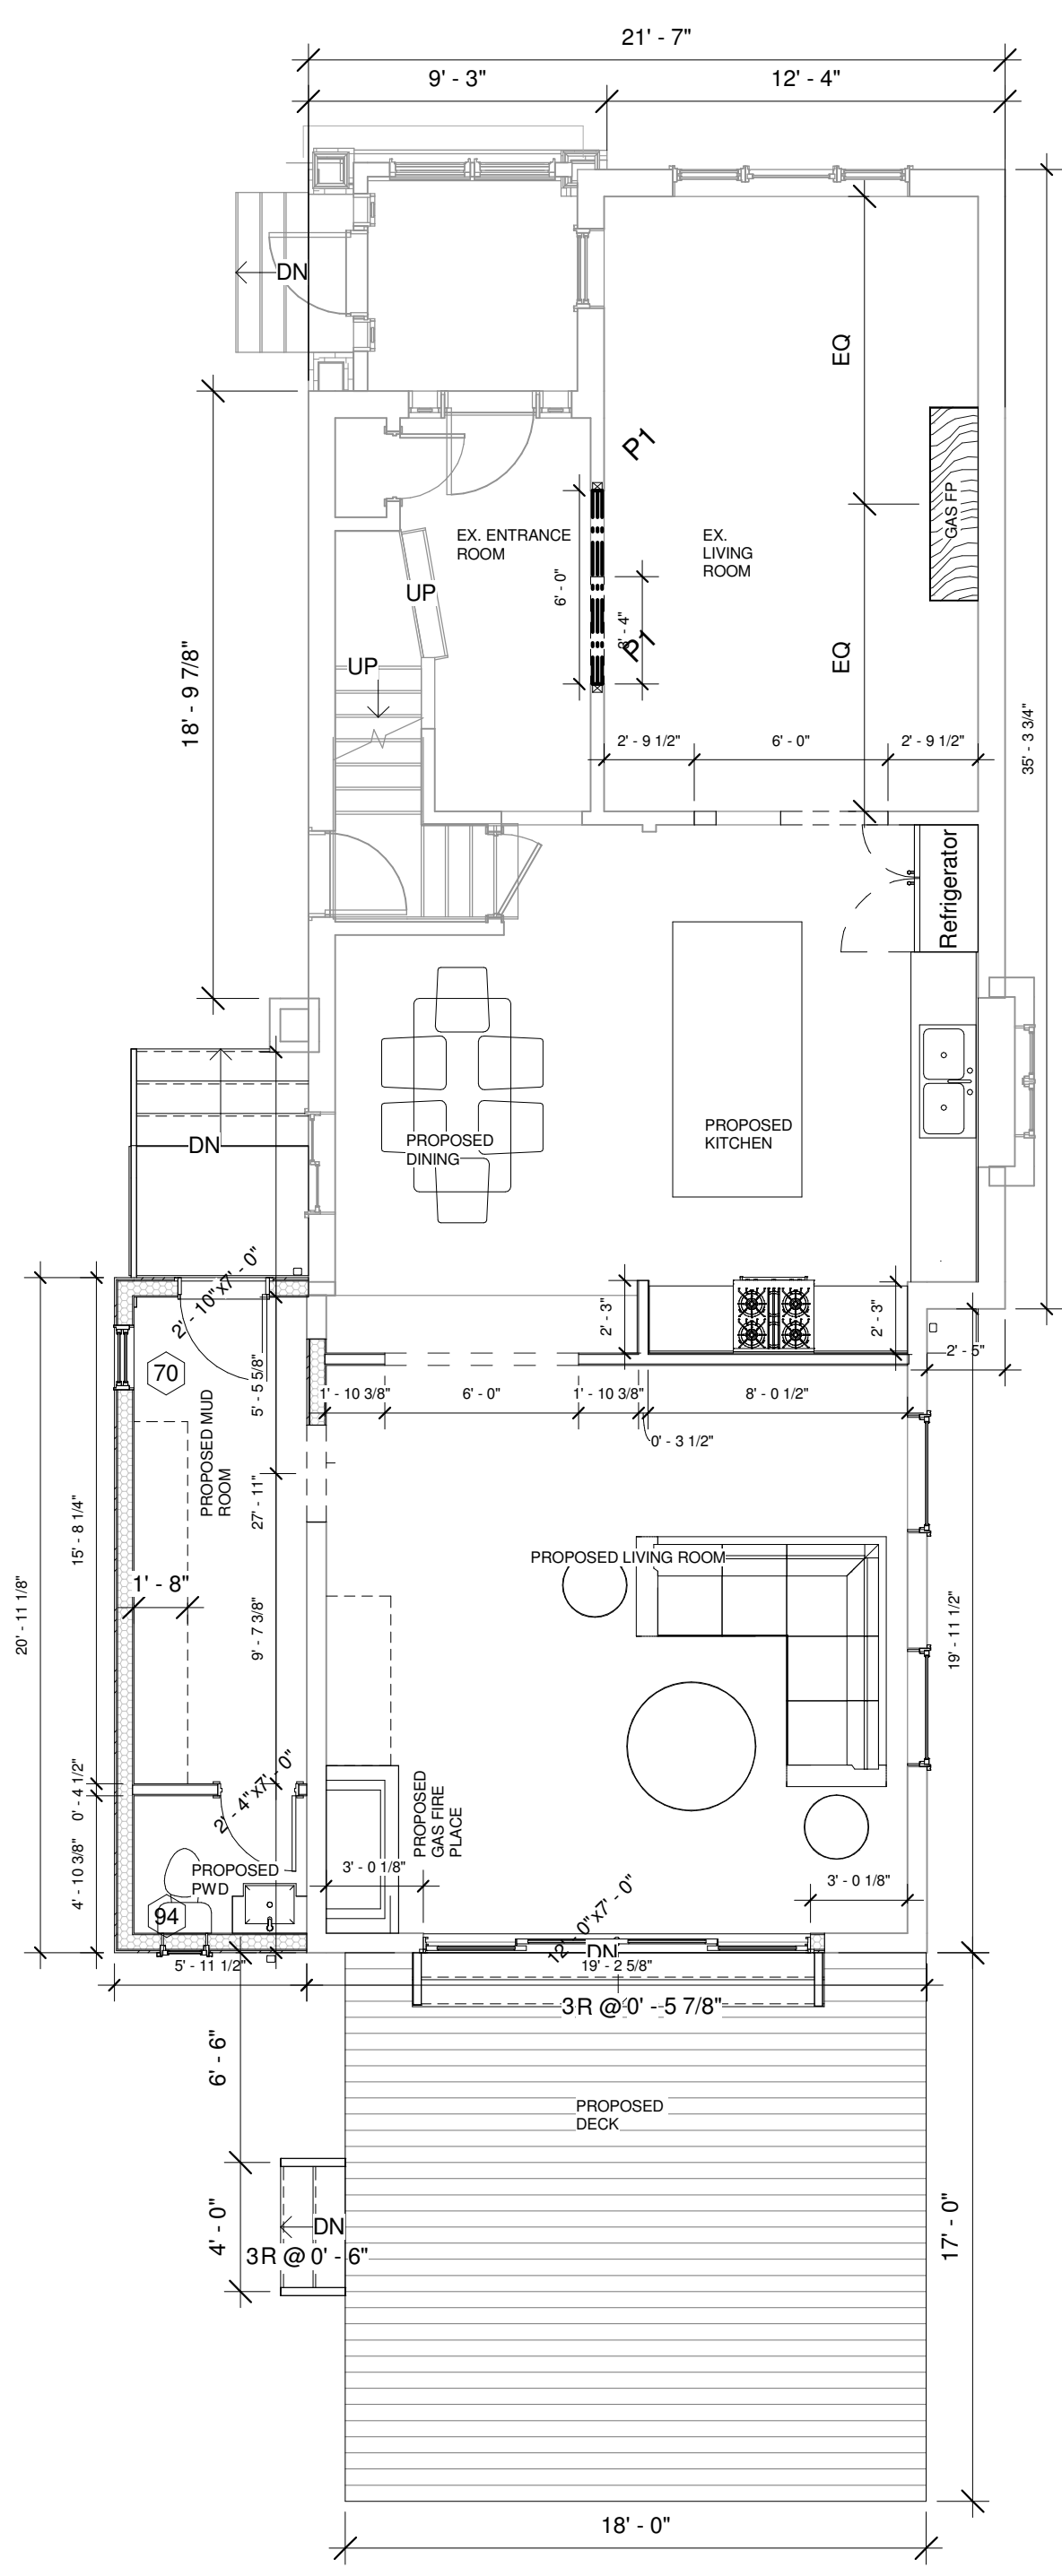 21' - 7"
9' - 3"
12' - 4"
DN
EQ
P1
GAS FP
EX. ENTRANCE
ROOM
EX.
LIVING
ROOM
6' - 0"
UP
P1
EQ
UP
18' - 9 7/8"
35' - 3 3/4"
2' - 9 1/2"
6' - 0"
2' - 9 1/2"
Refrigerator
PROPOSED
DINING
PROPOSED
KITCHEN
DN
2' - 10"x7' - 0"
2' - 3"
2' - 3"
2' - 5"
70
5' - 5 5/8"
1' - 10 3/8"
6' - 0"
1' - 10 3/8"
8' - 0 1/2"
0' - 3 1/2"
PROPOSED MUD
ROOM
27' - 11"
15' - 8 1/4"
PROPOSED LIVING ROOM
1' - 8"
20' - 11 1/8"
9' - 7 3/8"
19' - 11 1/2"
0' - 4 1/2"
2' - 4"x7' - 0"
PROPOSED
GAS FIRE
PLACE
4' - 10 3/8"
PROPOSED
PWD
3' - 0 1/8"
3' - 0 1/8"
94
12' - 0"x7' - 0"
DN
5' - 11 1/2"
19' - 2 5/8"
3R @ 0' - 5 7/8"
6' - 6"
PROPOSED
DECK
4' - 0"
DN
3R @ 0' - 6"
17' - 0"
18' - 0"